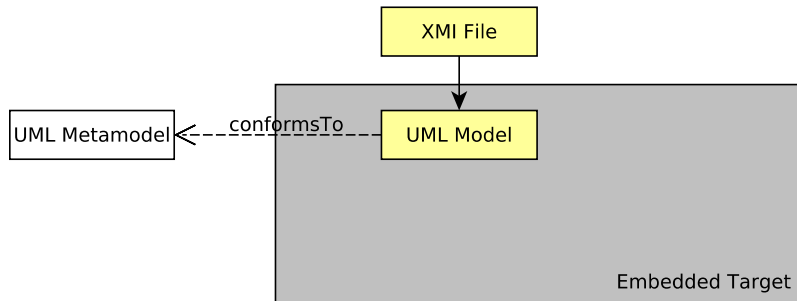 XMI File
conformsTo
UML Metamodel
UML Model
Embedded Target